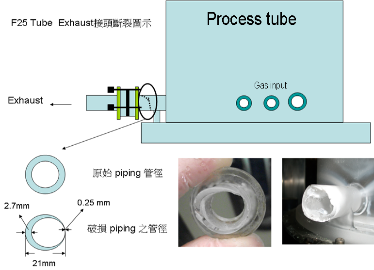 F25 Tube Exhaust接頭斷裂圖示
Process tube
Gas input
Exhaust
原始 piping 管徑
2.7mm
0.25 mm
破損 piping 之管徑
21mm